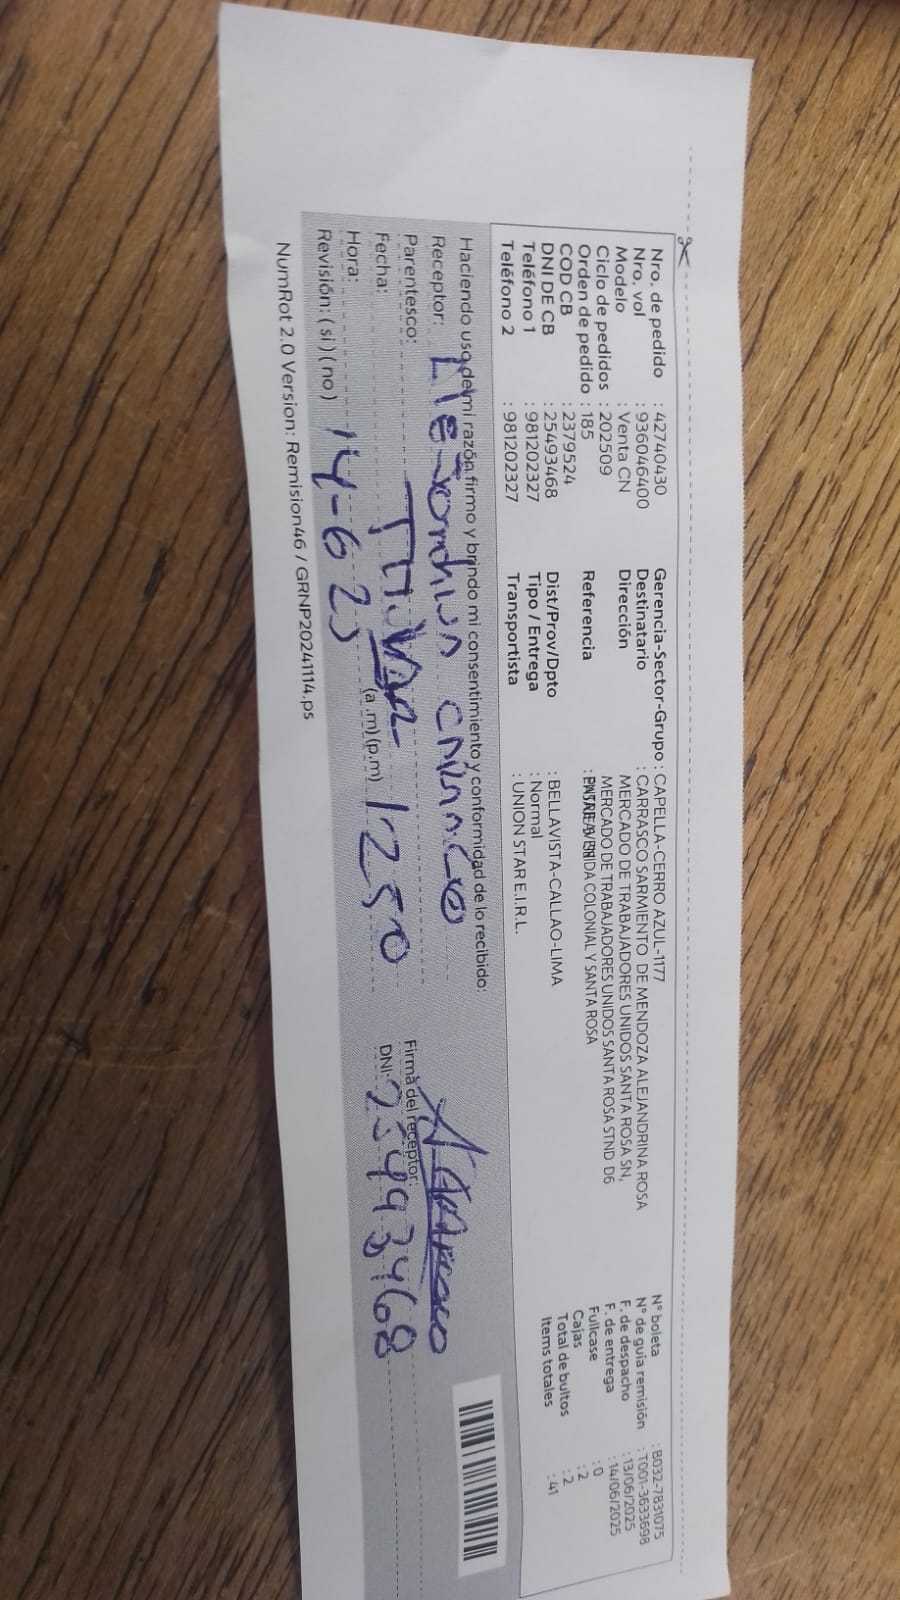 Nro. de pedido : 42740430 Gerencia-Sector-Grupo : CAPELLA-CERRO AZUL-1177 N° boleta : B032-7831075
Nro. vol : 936046400 Destinatario : CARRASCO SARMIENTO DE MENDOZA ALEJANDRINA ROSA N° de guia remisión : T001-3633698
Modelo : Venta CN Dirección MERCADO DE TRABAJADORES UNIDOS SANTA ROSA SN, F. de despacho : 13/06/2025
Ciclo de pedidos : 202509 MERCADO DE TRABAJADORES UNIDOS SANTA ROSA STND D6 F. de entrega : 14/06/2025
Orden de pedido : 185 Referencia : AVENIDA COLONIAL Y SANTA ROSA Fullcase : 0
COD CB : 2379524 Cajas : 2
DNI DE CB : 25493468 Dist/Prov/Dpto : BELLAVISTA-CALLAO-LIMA Total de bultos : 2
Teléfono 1 : 981202327 Tipo / Entrega : Normal Items totales : 41
Teléfono 2 : 981202327 Transportista : UNION STAR E.I.R.L.
Haciendo uso de mi razón firmo y brindo mi consentimiento y conformidad de lo recibido:
Receptor:
Parentesco: Firma del receptor:
Fecha: DNI: 25493468
Hora: (a .m) (p.m) 1250
Revisión: ( si ) ( no ) 14-6 25
NumRot 2.0 Version: Remision46 / GRNP20241114.ps